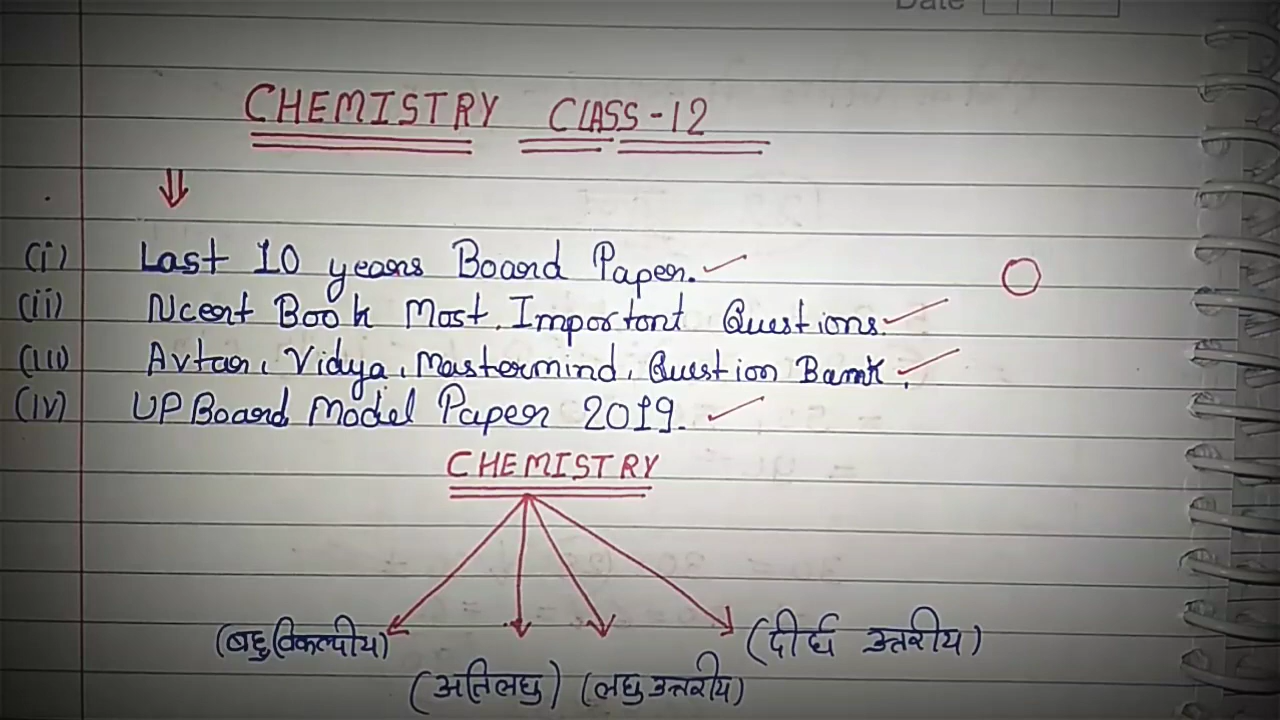 Date
CHEMISTRY CLASS-12
(i) Last 10 years Board Paper.
(ii) Ncert Book Most Important Questions.
(iii) Avtar, Vidya, Mastermind, Question Bank.
(iv) UP Board Model Paper 2019.
CHEMISTRY
(बहुविकल्पीय) (दीर्घ उत्तरीय)
(अतिलघु) (लघु उत्तरीय)